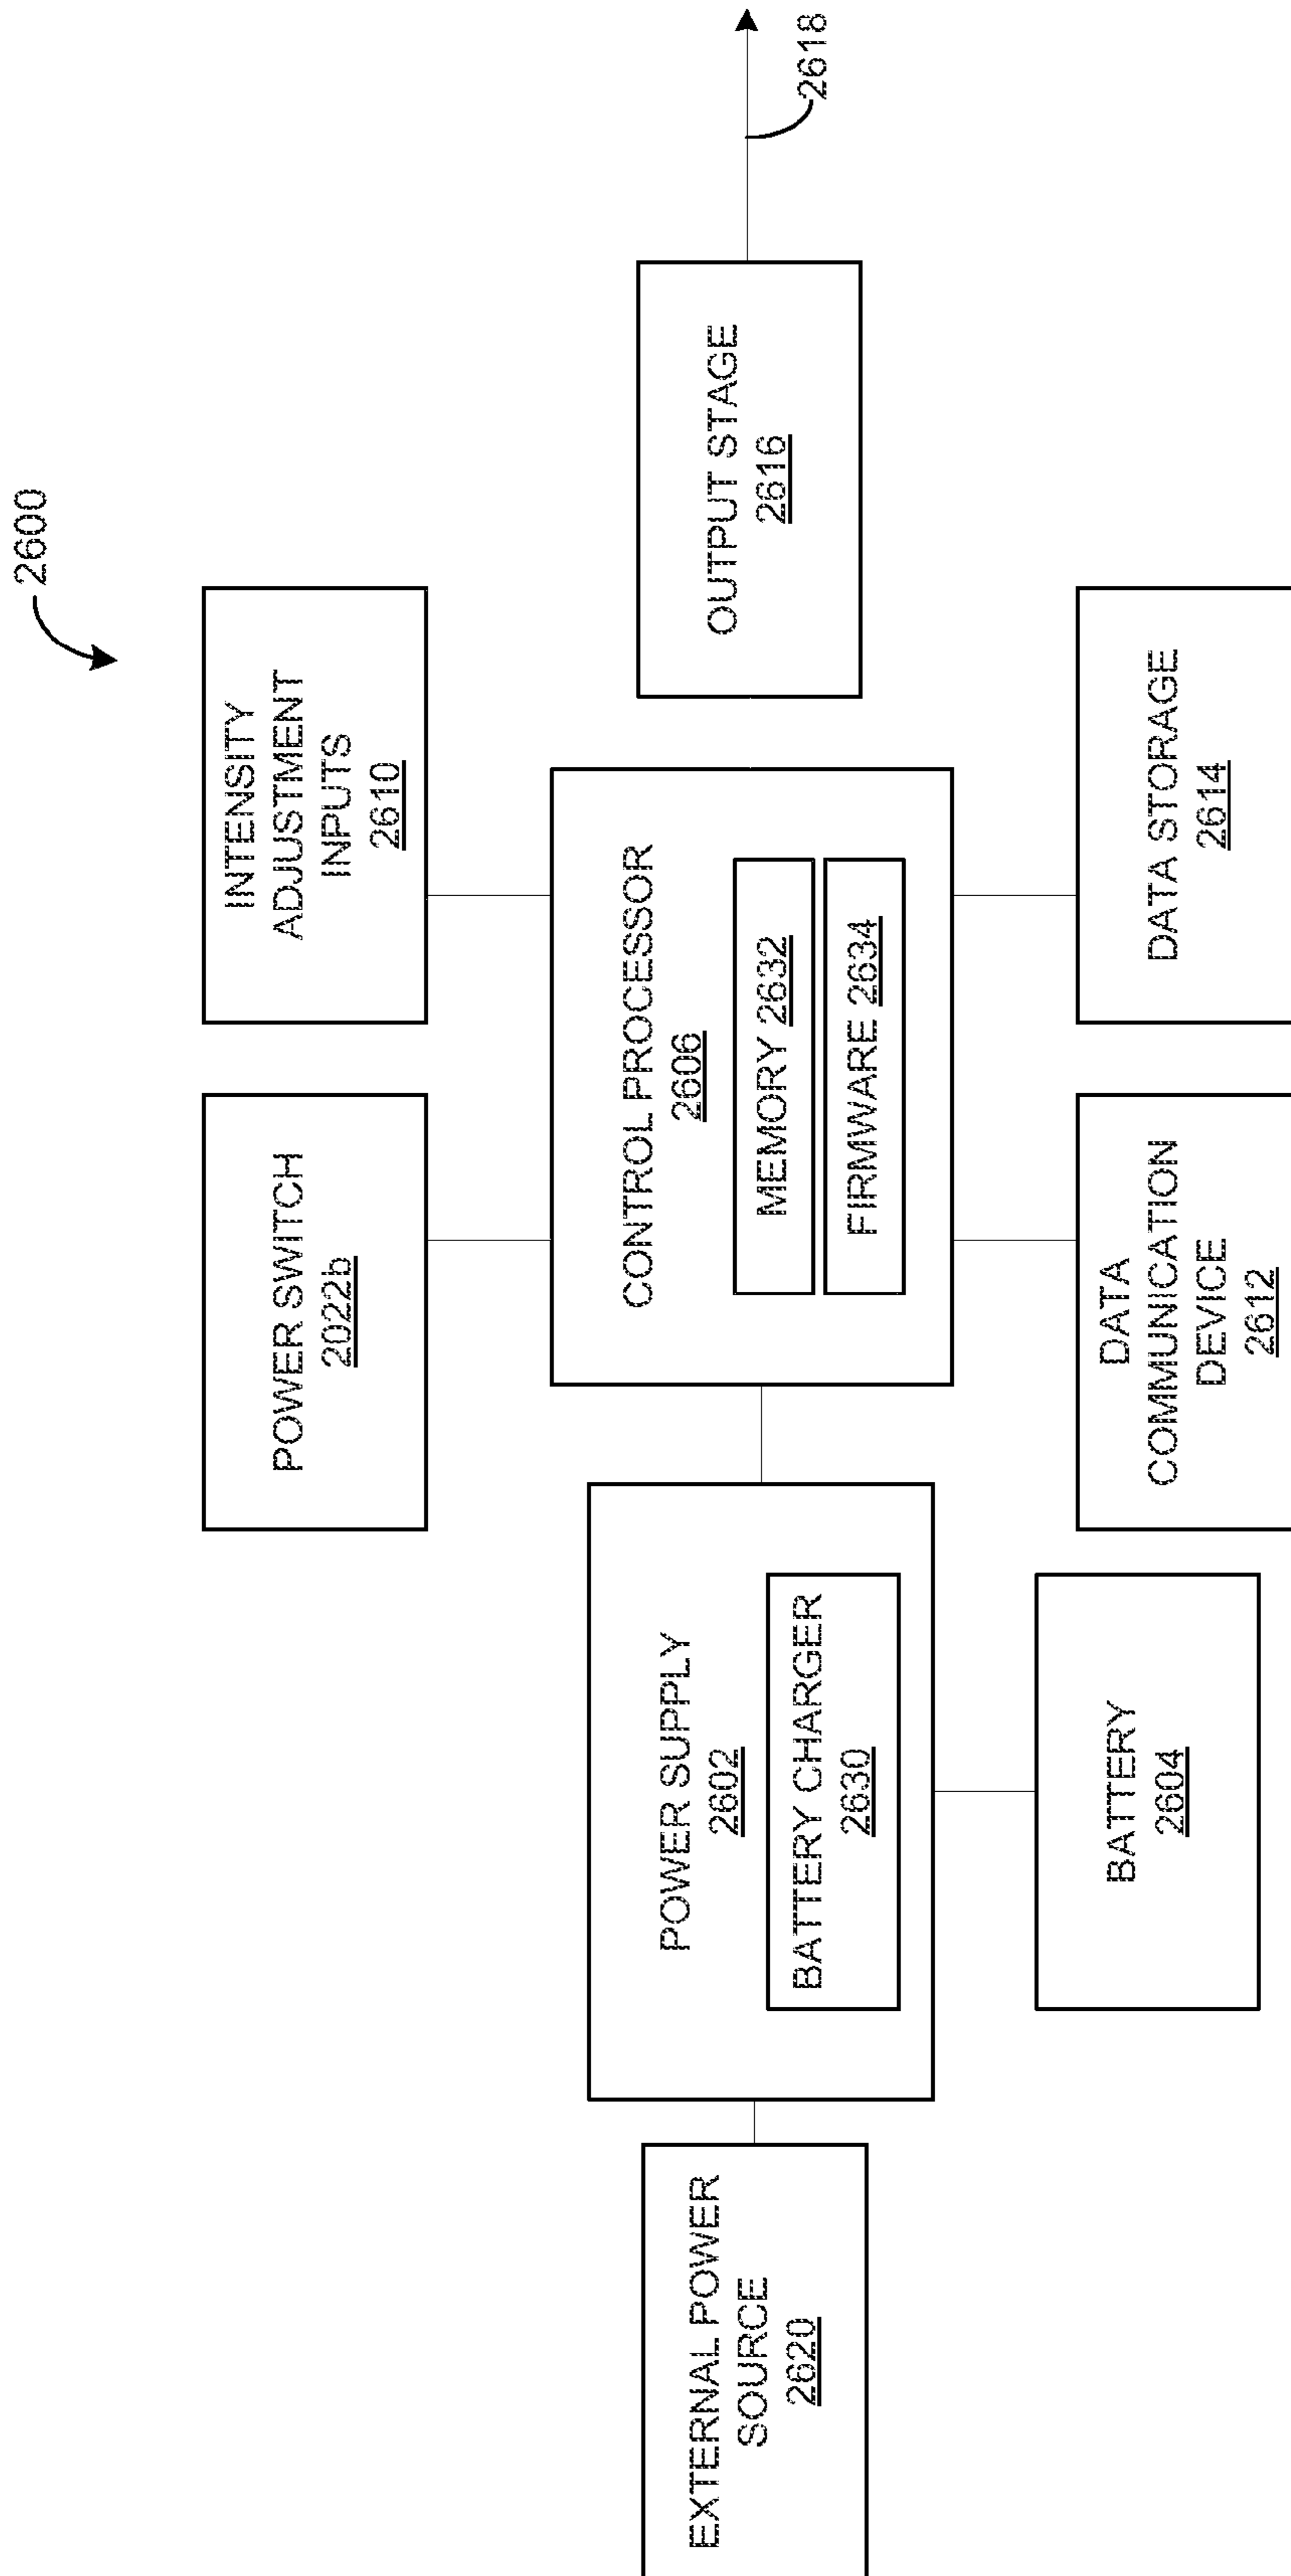 2600
POWER SWITCH
2022b
INTENSITY
ADJUSTMENT
INPUTS
2610
EXTERNAL POWER
SOURCE
2620
POWER SUPPLY
2602
BATTERY CHARGER
2630
CONTROL PROCESSOR
2606
MEMORY 2632
FIRMWARE 2634
OUTPUT STAGE
2616
2618
BATTERY
2604
DATA
COMMUNICATION
DEVICE
2612
DATA STORAGE
2614